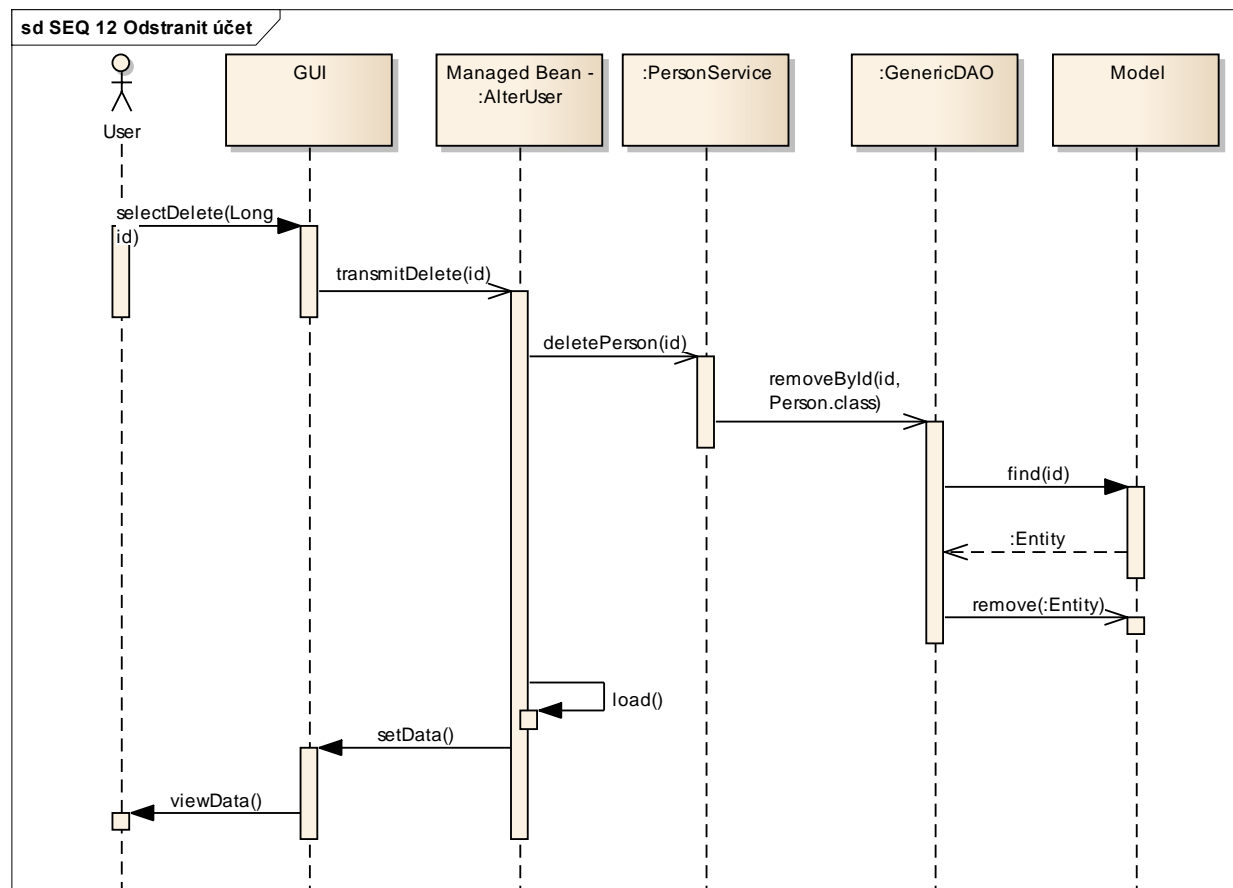 sd SEQ 12 Odstranit účet
User
GUI
Managed Bean -
:AlterUser
:PersonService
:GenericDAO
Model
selectDelete(Long
id)
transmitDelete(id)
deletePerson(id)
removeById(id,
Person.class)
find(id)
:Entity
remove(:Entity)
load()
setData()
viewData()